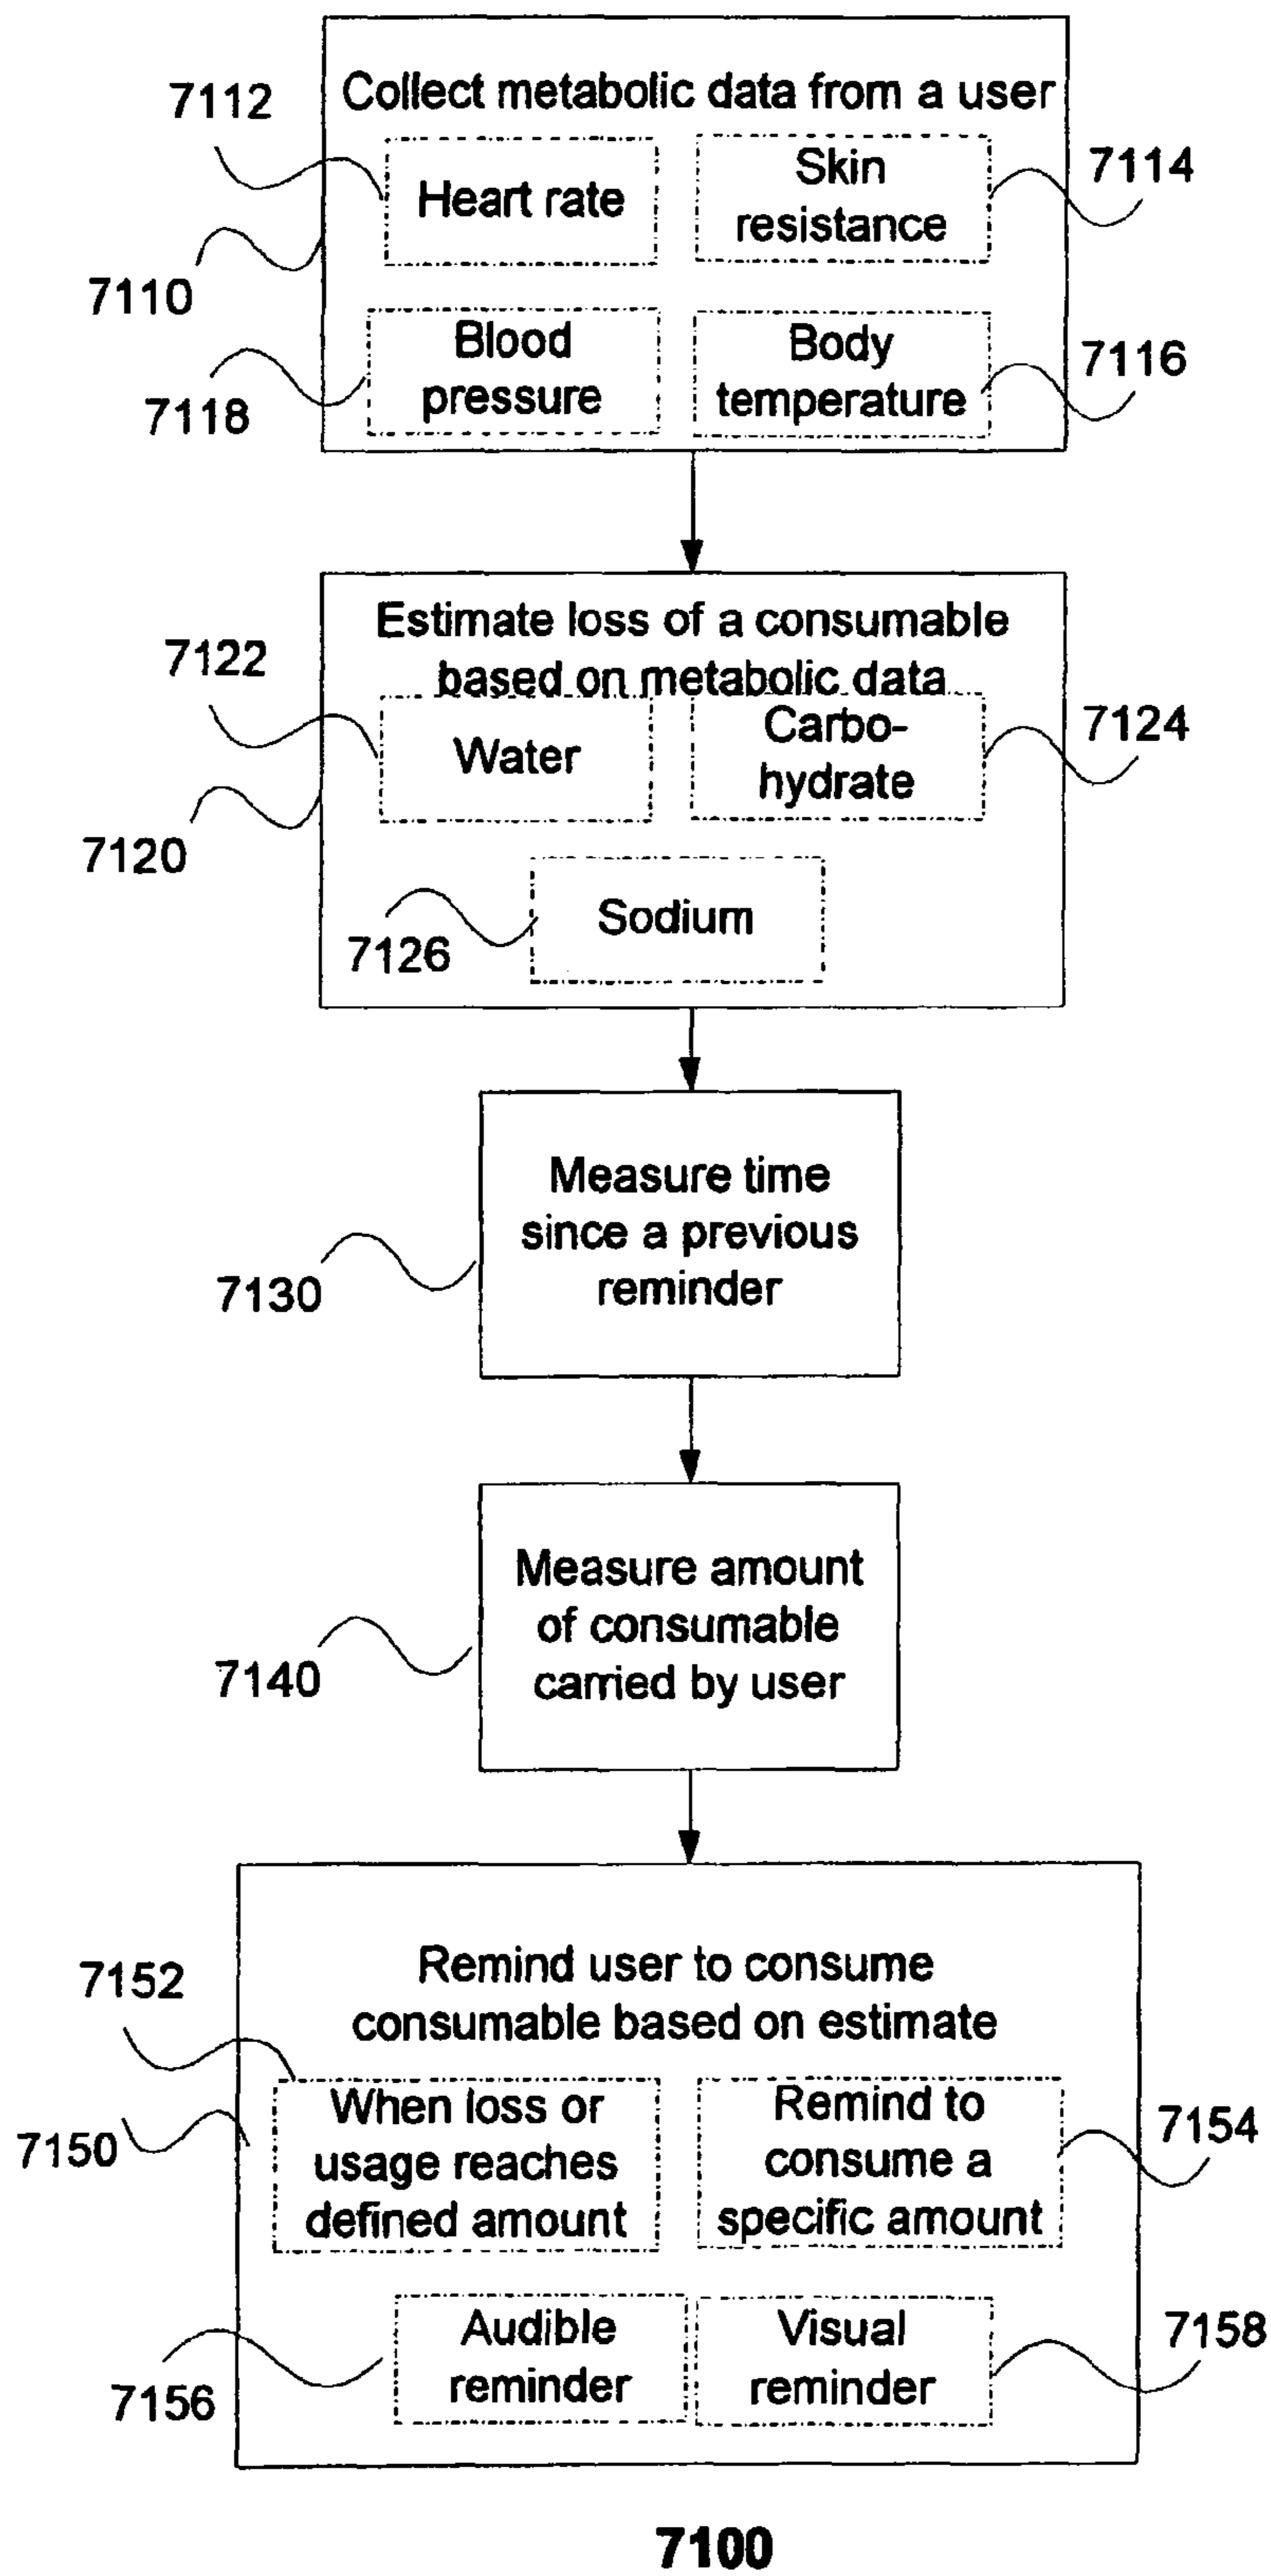 Collect metabolic data from a user
7112
Heart rate
Skin
resistance
7114
7110
Blood
pressure
7118
Body
temperature
7116
Estimate loss of a consumable
based on metabolic data
7122
Water
Carbo-
hydrate
7124
7120
Sodium
7126
Measure time
since a previous
reminder
7130
Measure amount
of consumable
carried by user
7140
Remind user to consume
consumable based on estimate
7152
When loss or
usage reaches
defined amount
7150
Remind to
consume a
specific amount
7154
Audible
reminder
7156
Visual
reminder
7158
7100